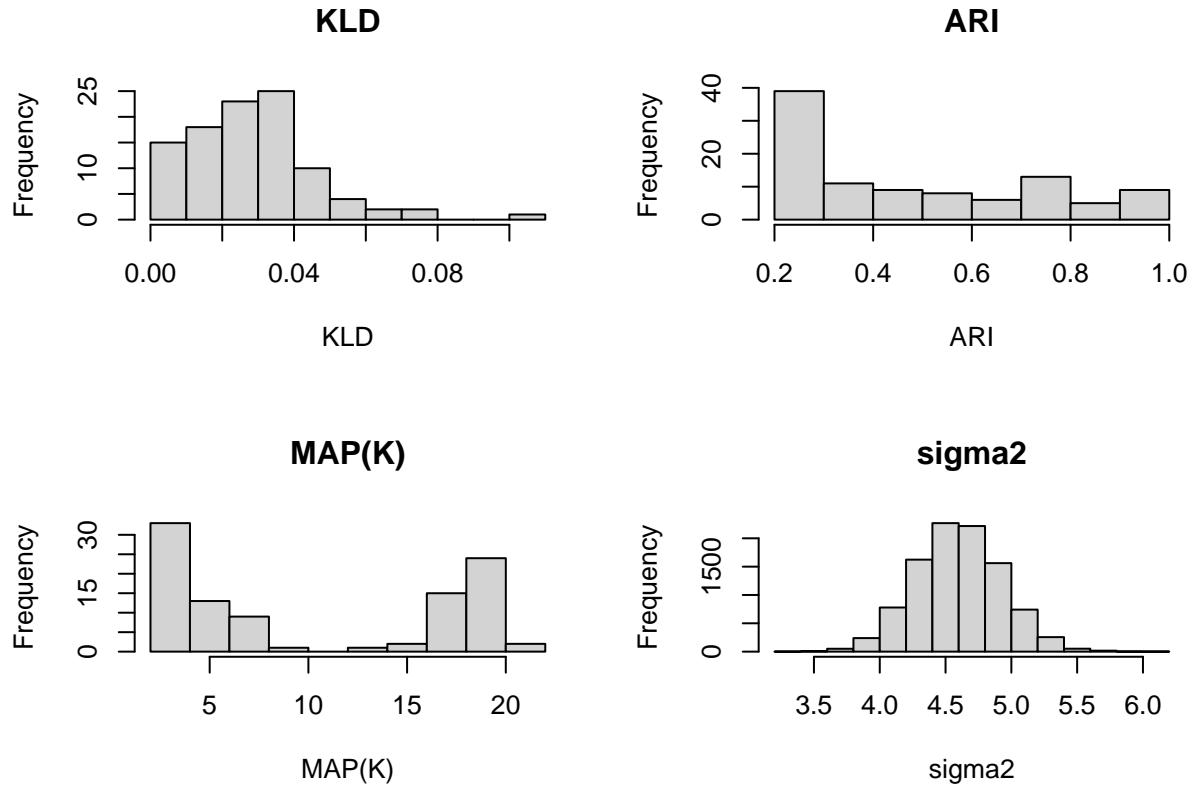 KLD
Frequency
0 10 25
0.00 0.04 0.08
KLD
ARI
Frequency
0 20 40
0.2 0.4 0.6 0.8 1.0
ARI
MAP(K)
Frequency
0 15 30
5 10 15 20
MAP(K)
sigma2
Frequency
0 1500
3.5 4.0 4.5 5.0 5.5 6.0
sigma2